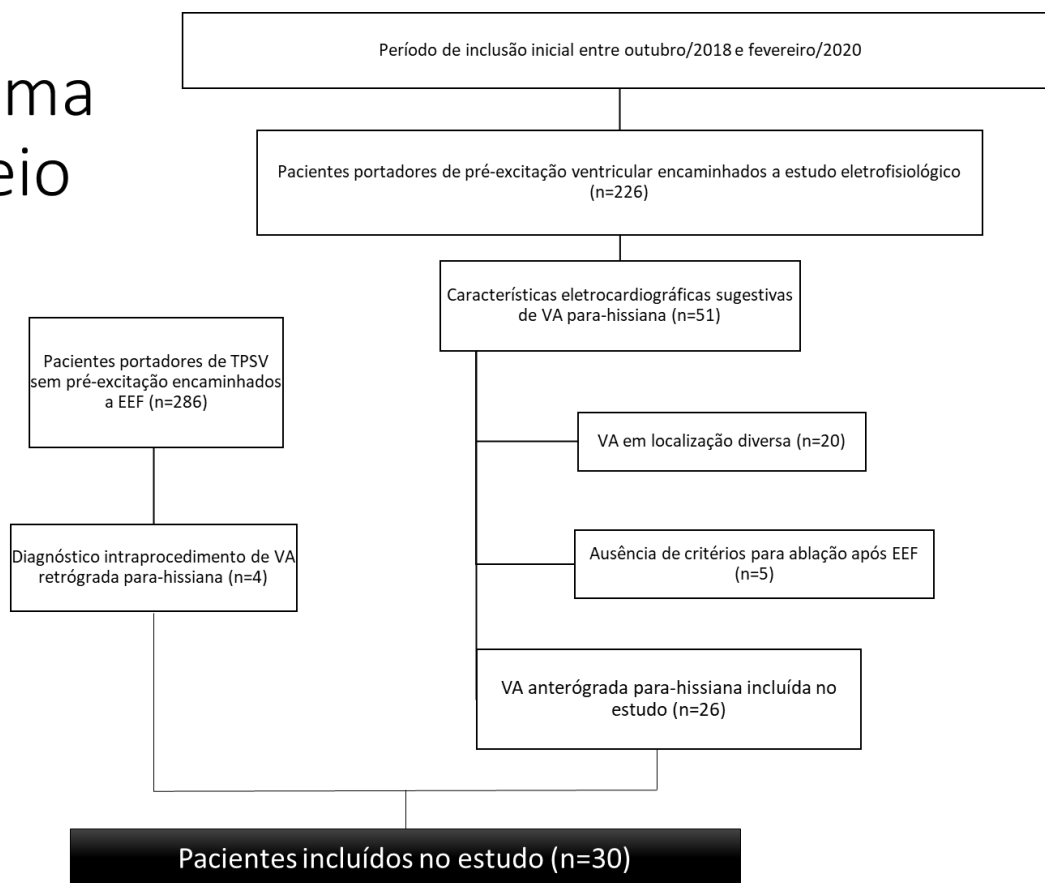 ma
eio
Período de inclusão inicial entre outubro/2018 e fevereiro/2020
Pacientes portadores de pré-excitação ventricular encaminhados a estudo eletrofisiológico
(n=226)
Características eletrocardiográficas sugestivas
de VA para-hissiana (n=51)
Pacientes portadores de TPSV
sem pré-excitação encaminhados
a EEF (n=286)
VA em localização diversa (n=20)
Diagnóstico intraprocedimento de VA
retrógrada para-hissiana (n=4)
Ausência de critérios para ablação após EEF
(n=5)
VA anterógrada para-hissiana incluída no
estudo (n=26)
Pacientes incluídos no estudo (n=30)